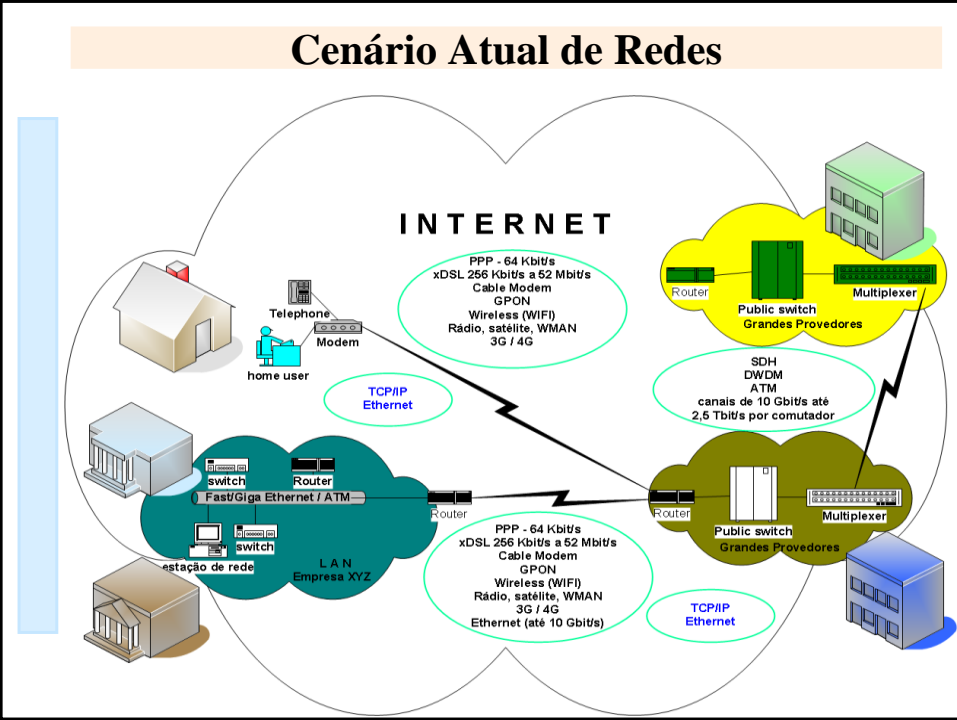 Cenário Atual de Redes
I N T E R N E T
PPP - 64 Kbit/s
xDSL 256 Kbit/s a 52 Mbit/s
Cable Modem
GPON
Wireless (WIFI)
Rádio, satélite, WMAN
3G / 4G
Telephone
Modem
home user
TCP/IP
Ethernet
Router
Public switch
Multiplexer
Grandes Provedores
SDH
DWDM
ATM
canais de 10 Gbit/s até
2,5 Tbit/s por comutador
switch
Router
Fast/Giga Ethernet / ATM
switch
estação de rede
L A N
Empresa XYZ
Router
Router
Public switch
Multiplexer
Grandes Provedores
PPP - 64 Kbit/s
xDSL 256 Kbit/s a 52 Mbit/s
Cable Modem
GPON
Wireless (WIFI)
Rádio, satélite, WMAN
3G / 4G
Ethernet (até 10 Gbit/s)
TCP/IP
Ethernet